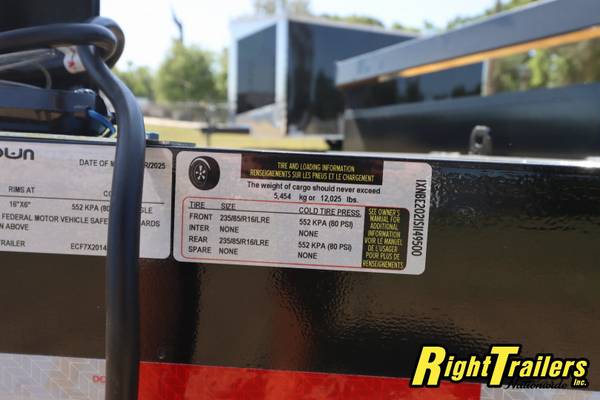 OWN
DATE OF M R/2025
RIMS AT
16"X6"
552 KPA (80 GLE
FEDERAL MOTOR VEHICLE SAFE ARDS
N ABOVE
RAILER ECF7X2014
TIRE AND LOADING INFORMATION
RENSEIGNEMENTS SUR LES PNEUS ET LE CHARGEMENT
The weight of cargo should never exceed
5,454 kg or 12,025 lbs.
TIRE SIZE COLD TIRE PRESS.
FRONT 235/85/R16/LRE 552 KPA (80 PSI)
INTER NONE NONE
REAR 235/85/R16/LRE 552 KPA (80 PSI)
SPARE NONE NONE
SEE OWNER'S
MANUAL FOR
ADDITIONAL
INFORMATION
VOIR LE MANUEL
DE L'USAGER
POUR PLUS DE
RENSEIGNEMENTS
RightTrailers
Nationwide Inc.